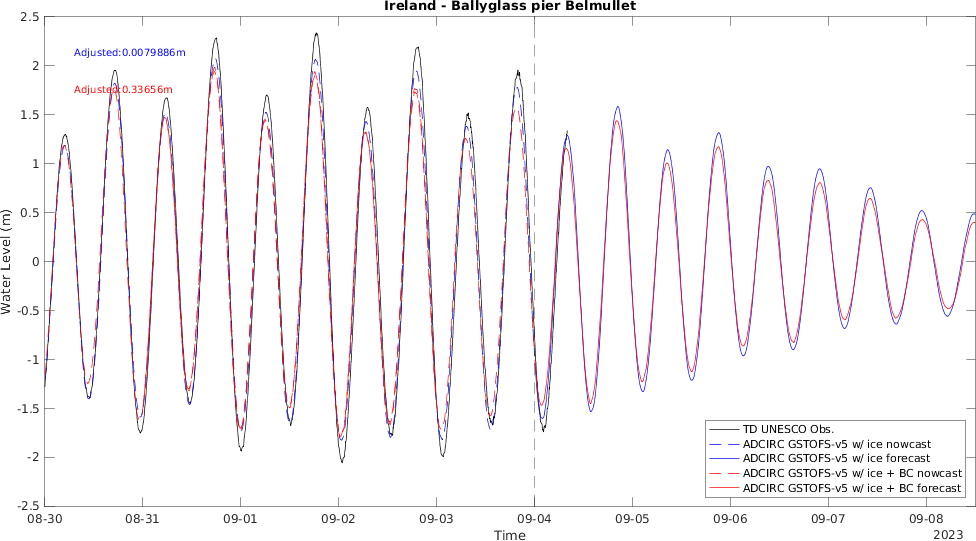 Ireland - Ballyglass pier Belmullet
Adjusted:0.0079886m
Adjusted:0.33656m
Water Level (m)
2.5
2
1.5
1
0.5
0
-0.5
-1
-1.5
-2
-2.5
TD UNESCO Obs.
ADCIRC GSTOFS-v5 w/ ice nowcast
ADCIRC GSTOFS-v5 w/ ice forecast
ADCIRC GSTOFS-v5 w/ ice + BC nowcast
ADCIRC GSTOFS-v5 w/ ice + BC forecast
08-30 08-31 09-01 09-02 09-03 09-04 09-05 09-06 09-07 09-08
Time
2023